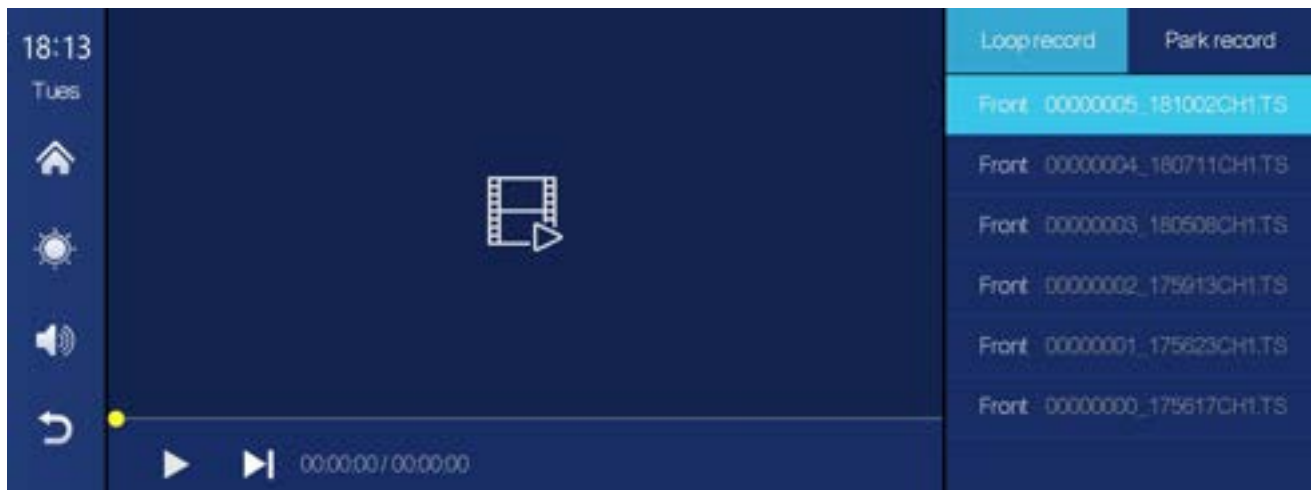 18:13
Tues
00:00:00 / 00:00:00
Loop record
Park record
Front 00000005_181002CH1.TS
Front 00000004_180711CH1.TS
Front 00000003_180508CH1.TS
Front 00000002_175913CH1.TS
Front 00000001_175623CH1.TS
Front 00000000_175617CH1.TS